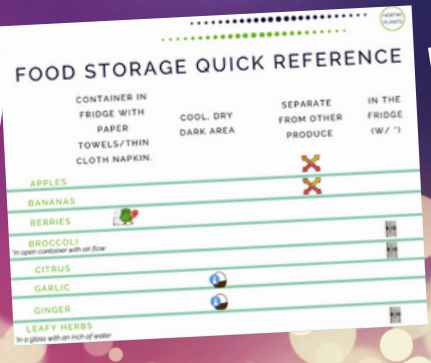 HEALTHY
PLANTS
FOOD STORAGE QUICK REFERENCE
CONTAINER IN
FRIDGE WITH
PAPER
TOWELS/THIN
CLOTH NAPKIN.
COOL, DRY
DARK AREA
SEPARATE
FROM OTHER
PRODUCE
IN THE
FRIDGE
(W/ *)
APPLES
BANANAS
BERRIES
BROCCOLI
*in open container with air flow
CITRUS
GARLIC
GINGER
LEAFY HERBS
*in a glass with an inch of water